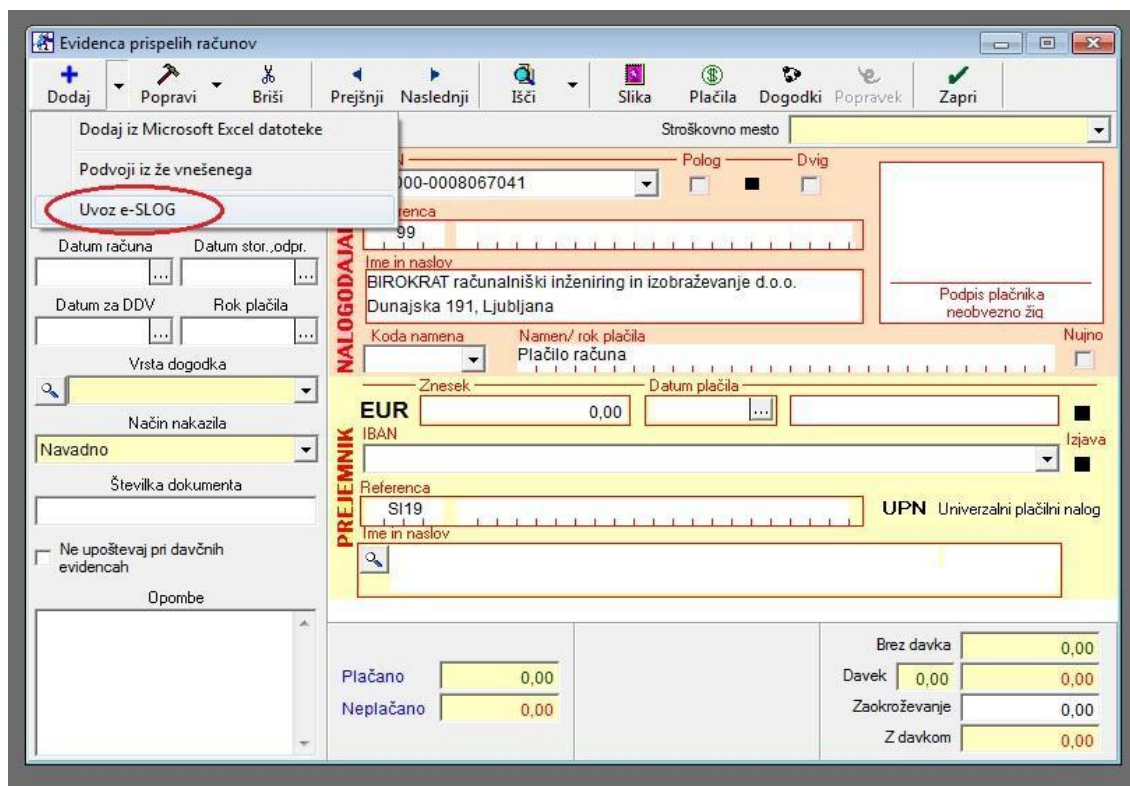 Evidenca prispelih računov
Dodaj Popravi Briši Prejšnji Naslednji Išči Slika Plačila Dogodki Popravek Zapri
Dodaj iz Microsoft Excel datoteke
Podvoji iz že vnešenega
Uvoz e-SLOG
Stroškovno mesto
Polog Dvig
000-0008067041
99
Ime in naslov
BIROKRAT računalniški inženiring in izobraževanje d.o.o.
Dunajska 191, Ljubljana
Podpis plačnika
neobvezno žig
Koda namena Namen/ rok plačila Nujno
Plačilo računa
Datum računa Datum stor.,odpr.
... ...
Datum za DDV Rok plačila
... ...
Vrsta dogodka
Način nakazila
Navadno
Številka dokumenta
Ne upoštevaj pri davčnih
evidencah
Opombe
PREJEMNIK
Znesek Datum plačila
EUR 0,00 ...
IBAN Izjava
Referenca
SI19 UPN Univerzalni plačilni nalog
Ime in naslov
Plačano 0,00
Neplačano 0,00
Brez davka 0,00
Davek 0,00 0,00
Zaokroževanje 0,00
Z davkom 0,00